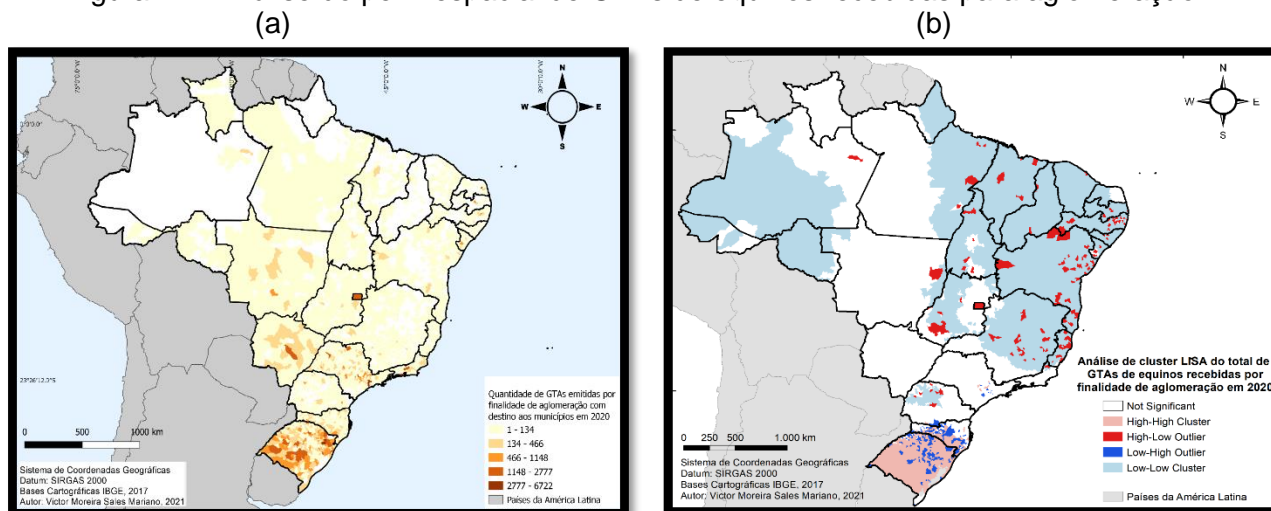 (a)
(b)
N
W
E
S
Quantidade de GTAs emitidas por
finalidade de aglomeração com
destino aos municípios em 2020
1 - 134
134 - 466
466 - 1148
1148 - 2777
2777 - 6722
Países da América Latina
0
500
1000 km
Sistema de Coordenadas Geográficas
Datum: SIRGAS 2000
Bases Cartográficas IBGE, 2017
Autor: Victor Moreira Sales Mariano, 2021
N
W
E
S
Análise de cluster LISA do total de
GTAs de equinos recebidas por
finalidade de aglomeração em 2020
Not Significant
High-High Cluster
High-Low Outlier
Low-High Outlier
Low-Low Cluster
Países da América Latina
0 250 500 1.000 km
Sistema de Coordenadas Geográficas
Datum: SIRGAS 2000
Bases Cartográficas IBGE, 2017
Autor: Victor Moreira Sales Mariano, 2021